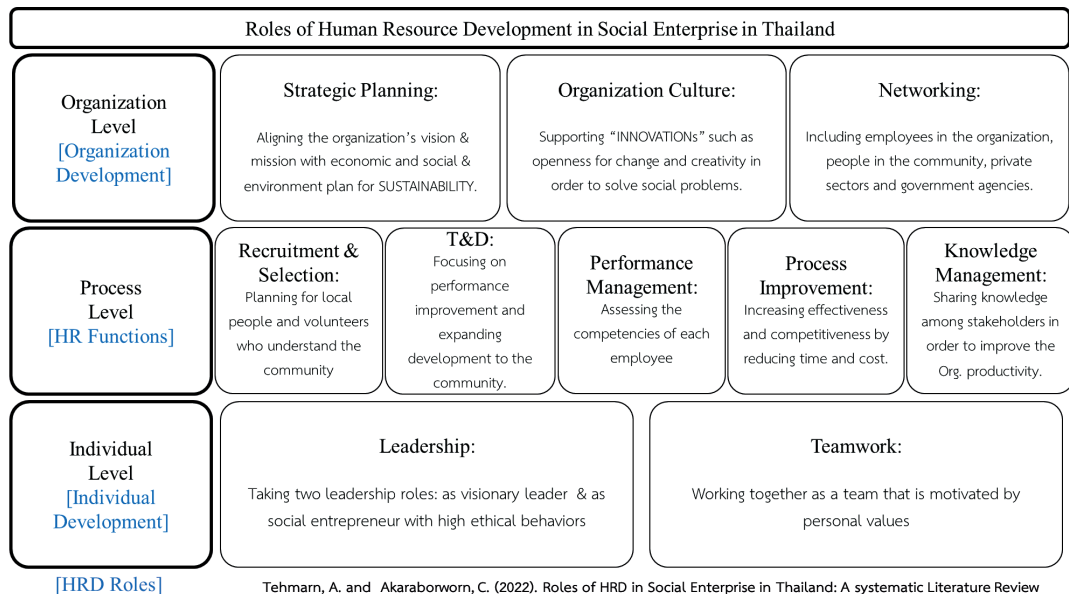 Roles of Human Resource Development in Social Enterprise in Thailand
Organization
Level
[Organization
Development]
Strategic Planning:
Aligning the organization's vision &
mission with economic and social &
environment plan for SUSTAINABILITY.
Organization Culture:
Supporting “INNOVATIONs” such as
openness for change and creativity in
order to solve social problems.
Networking:
Including employees in the organization,
people in the community, private
sectors and government agencies.
Process
Level
[HR Functions]
Recruitment &
Selection:
Planning for local
people and volunteers
who understand the
community
T&D:
Focusing on
performance
improvement and
expanding
development to the
community.
Performance
Management:
Assessing the
competencies of each
employee
Process
Improvement:
Increasing effectiveness
and competitiveness by
reducing time and cost.
Knowledge
Management:
Sharing knowledge
among stakeholders in
order to improve the
Org. productivity.
Individual
Level
[Individual
Development]
Leadership:
Taking two leadership roles: as visionary leader & as
social entrepreneur with high ethical behaviors
Teamwork:
Working together as a team that is motivated by
personal values
[HRD Roles]
Tehmarn, A. and Akaraborworn, C. (2022). Roles of HRD in Social Enterprise in Thailand: A systematic Literature Review